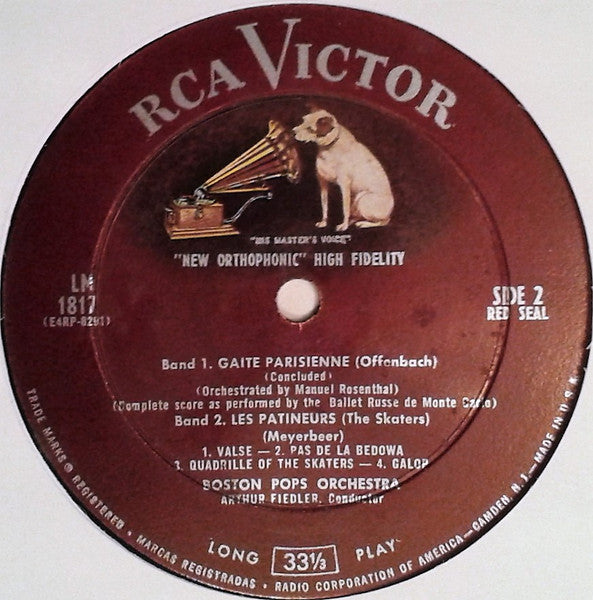 RCA VICTOR
"HIS MASTER'S VOICE"
"NEW ORTHOPHONIC" HIGH FIDELITY
LM
1817
(E4RP-8291)
SIDE 2
RED SEAL
Band 1. GAITE PARISIENNE (Offenbach)
(Concluded)
(Orchestrated by Manuel Rosenthal)
(Complete score as performed by the Ballet Russe de Monte Carlo)
Band 2. LES PATINEURS (The Skaters)
(Meyerbeer)
1. VALSE — 2. PAS DE LA BEDOWA
3. QUADRILLE OF THE SKATERS — 4. GALOP
BOSTON POPS ORCHESTRA
ARTHUR FIEDLER, Conductor
LONG 33⅓ PLAY
TRADE MARKS ® REGISTERED • MARCAS REGISTRADAS • RADIO CORPORATION OF AMERICA—CAMDEN, N. J.—MADE IN U.S.A.